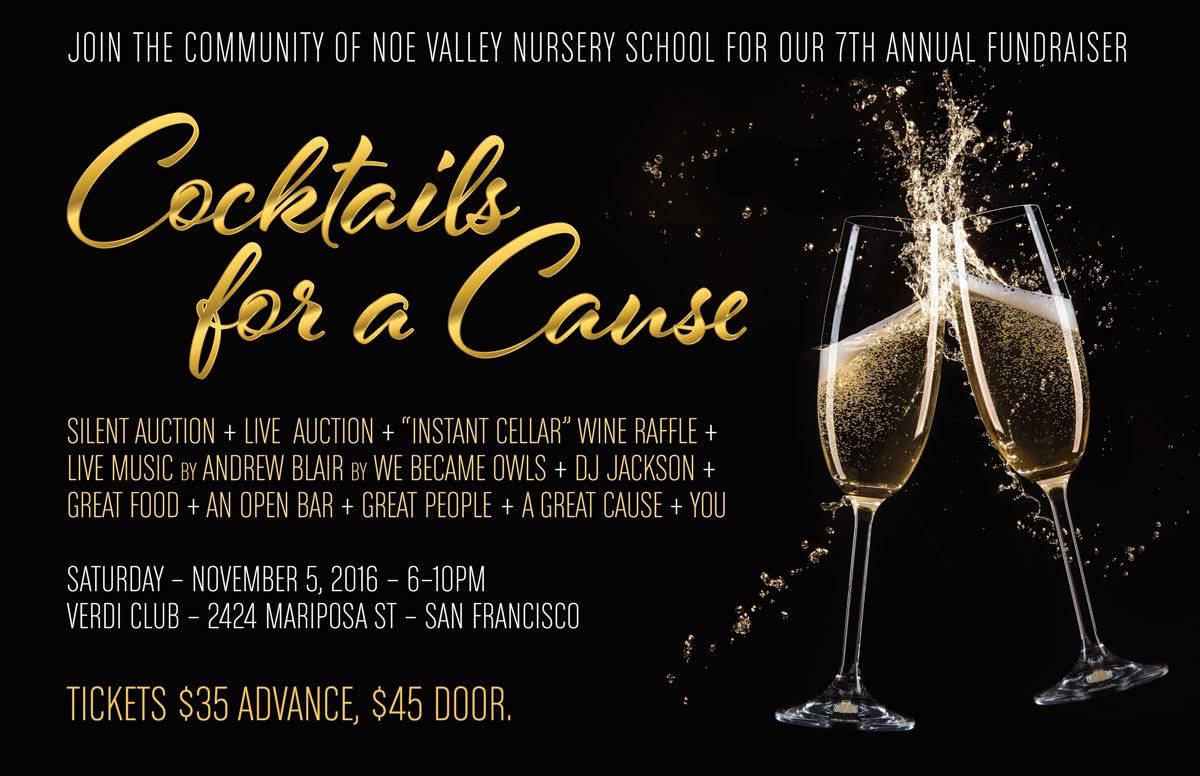 JOIN THE COMMUNITY OF NOE VALLEY NURSERY SCHOOL FOR OUR 7TH ANNUAL FUNDRAISER
Cocktails
for a Cause
SILENT AUCTION + LIVE AUCTION + “INSTANT CELLAR” WINE RAFFLE +
LIVE MUSIC BY ANDREW BLAIR BY WE BECAME OWLS + DJ JACKSON +
GREAT FOOD + AN OPEN BAR + GREAT PEOPLE + A GREAT CAUSE + YOU
SATURDAY – NOVEMBER 5, 2016 – 6–10PM
VERDI CLUB – 2424 MARIPOSA ST – SAN FRANCISCO
TICKETS $35 ADVANCE, $45 DOOR.